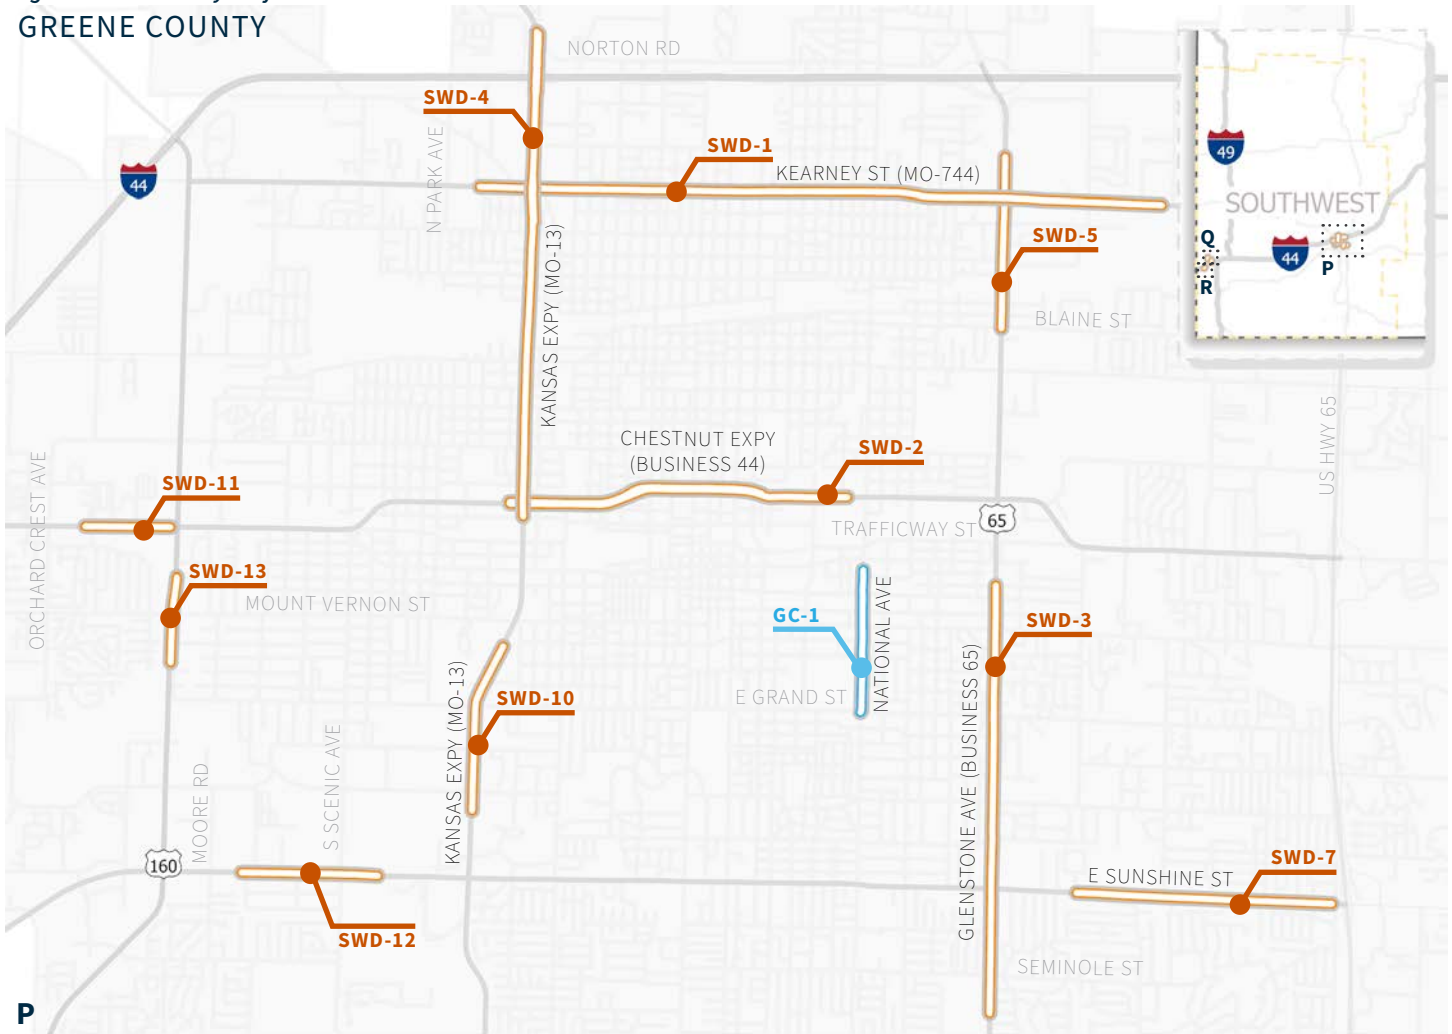 GREENE COUNTY
NORTON RD
SWD-4
N PARK AVE
SWD-1
KEARNEY ST (MO-744)
44
49
SOUTHWEST
Q
44
P
R
SWD-5
KANSAS EXPY (MO-13)
BLAINE ST
US HWY 65
CHESTNUT EXPY
(BUSINESS 44)
SWD-2
ORCHARD CREST AVE
SWD-11
TRAFFICWAY ST
65
SWD-13
MOUNT VERNON ST
GC-1
NATIONAL AVE
SWD-3
E GRAND ST
KANSAS EXPY (MO-13)
SWD-10
GLENSTONE AVE (BUSINESS 65)
MOORE RD
S SCENIC AVE
160
SWD-7
E SUNSHINE ST
SWD-12
SEMINOLE ST
P